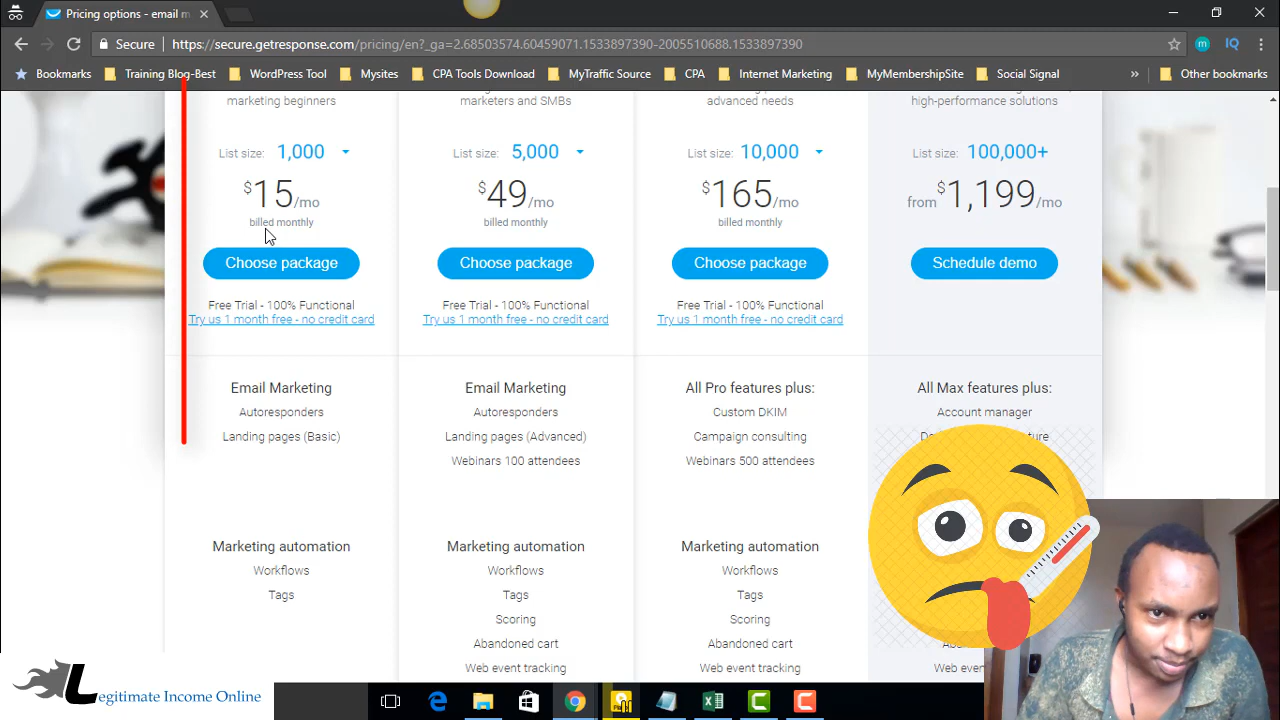 Pricing options - email m
Secure
https://secure.getresponse.com/pricing/en?_ga=2.68503574.60459071.1533897390-2005510688.1533897390
m
IQ
Bookmarks
Training Blog-Best
WordPress Tool
Mysites
CPA Tools Download
MyTraffic Source
CPA
Internet Marketing
MyMembershipSite
Social Signal
»
Other bookmarks
marketing beginners
marketers and SMBs
advanced needs
high-performance solutions
List size: 1,000
List size: 5,000
List size: 10,000
List size: 100,000+
$15/mo
$49/mo
$165/mo
from $1,199/mo
billed monthly
billed monthly
billed monthly
Choose package
Choose package
Choose package
Schedule demo
Free Trial - 100% Functional
Free Trial - 100% Functional
Free Trial - 100% Functional
Try us 1 month free - no credit card
Try us 1 month free - no credit card
Try us 1 month free - no credit card
Email Marketing
Email Marketing
All Pro features plus:
All Max features plus:
Autoresponders
Autoresponders
Custom DKIM
Account manager
Landing pages (Basic)
Landing pages (Advanced)
Campaign consulting
Webinars 100 attendees
Webinars 500 attendees
Marketing automation
Marketing automation
Marketing automation
Workflows
Workflows
Workflows
Tags
Tags
Tags
Scoring
Scoring
Abandoned cart
Abandoned cart
Web event tracking
Web event tracking
Web even
Legitimate Income Online